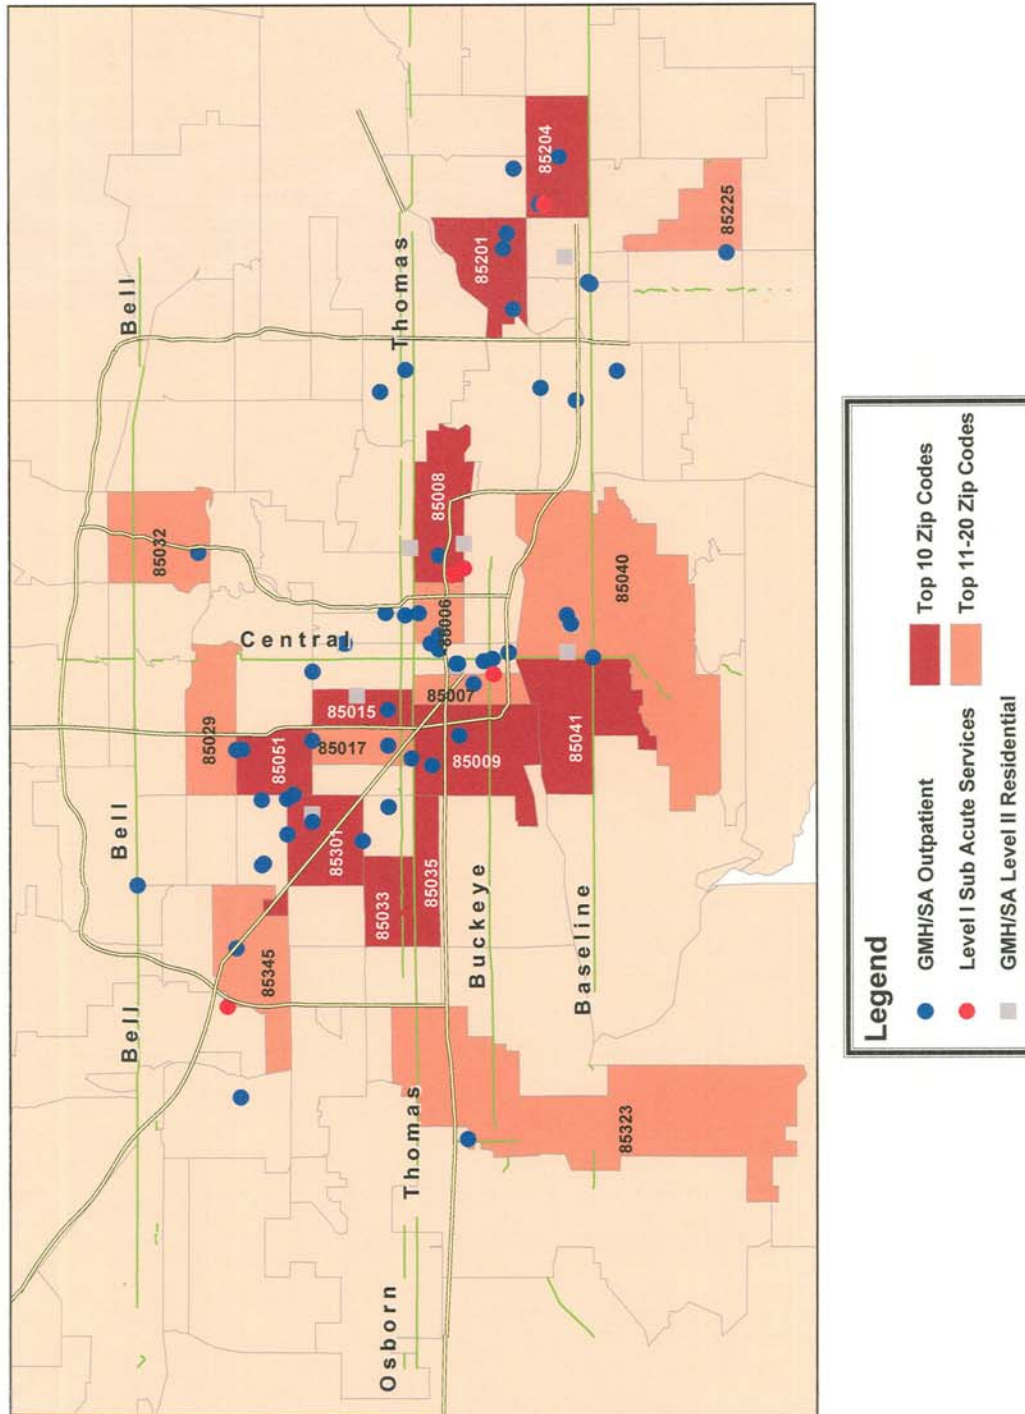 Bell
Bell
Bell
85032
85029
Central
85345
85051
85301
85017
85015
85033
Osborn
Thomas
Thomas
85035
85008
85006
85007
85009
Buckeye
85201
85204
85041
Baseline
85323
85040
85225
Legend
GMH/SA Outpatient
Top 10 Zip Codes
Level I Sub Acute Services
Top 11-20 Zip Codes
GMH/SA Level II Residential